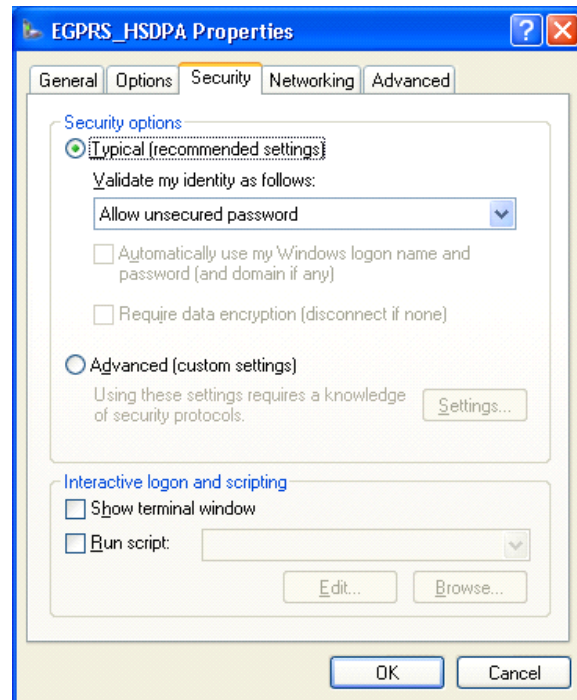 EGPRS_HSDPA Properties
General Options Security Networking Advanced
Security options
Typical (recommended settings)
Validate my identity as follows:
Allow unsecured password
Automatically use my Windows logon name and
password (and domain if any)
Require data encryption (disconnect if none)
Advanced (custom settings)
Using these settings requires a knowledge
of security protocols.
Settings...
Interactive logon and scripting
Show terminal window
Run script:
Edit... Browse...
OK Cancel